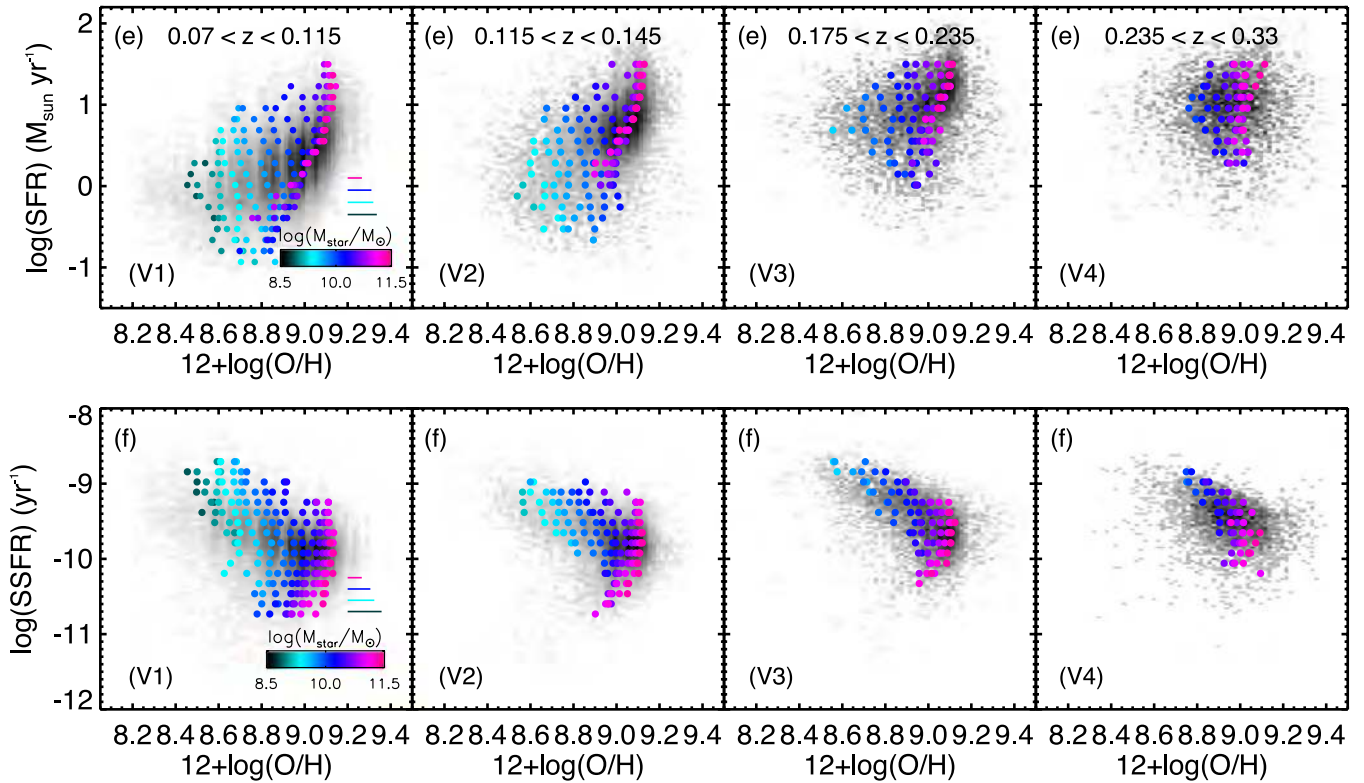 2 (e) 0.07 < z < 0.115 (e) 0.115 < z < 0.145 (e) 0.175 < z < 0.235 (e) 0.235 < z < 0.33
1
0
-1
log(SFR) (M_sun yr⁻¹)
log(M_star/M_⊙)
8.5 10.0 11.5
(V1) (V2) (V3) (V4)
8.2 8.4 8.6 8.8 9.0 9.2 9.4 8.2 8.4 8.6 8.8 9.0 9.2 9.4 8.2 8.4 8.6 8.8 9.0 9.2 9.4 8.2 8.4 8.6 8.8 9.0 9.2 9.4
12+log(O/H) 12+log(O/H) 12+log(O/H) 12+log(O/H)
-8
(f) (f) (f) (f)
-9
-10
-11
-12
log(SSFR) (yr⁻¹)
log(M_star/M_⊙)
8.5 10.0 11.5
(V1) (V2) (V3) (V4)
8.2 8.4 8.6 8.8 9.0 9.2 9.4 8.2 8.4 8.6 8.8 9.0 9.2 9.4 8.2 8.4 8.6 8.8 9.0 9.2 9.4 8.2 8.4 8.6 8.8 9.0 9.2 9.4
12+log(O/H) 12+log(O/H) 12+log(O/H) 12+log(O/H)